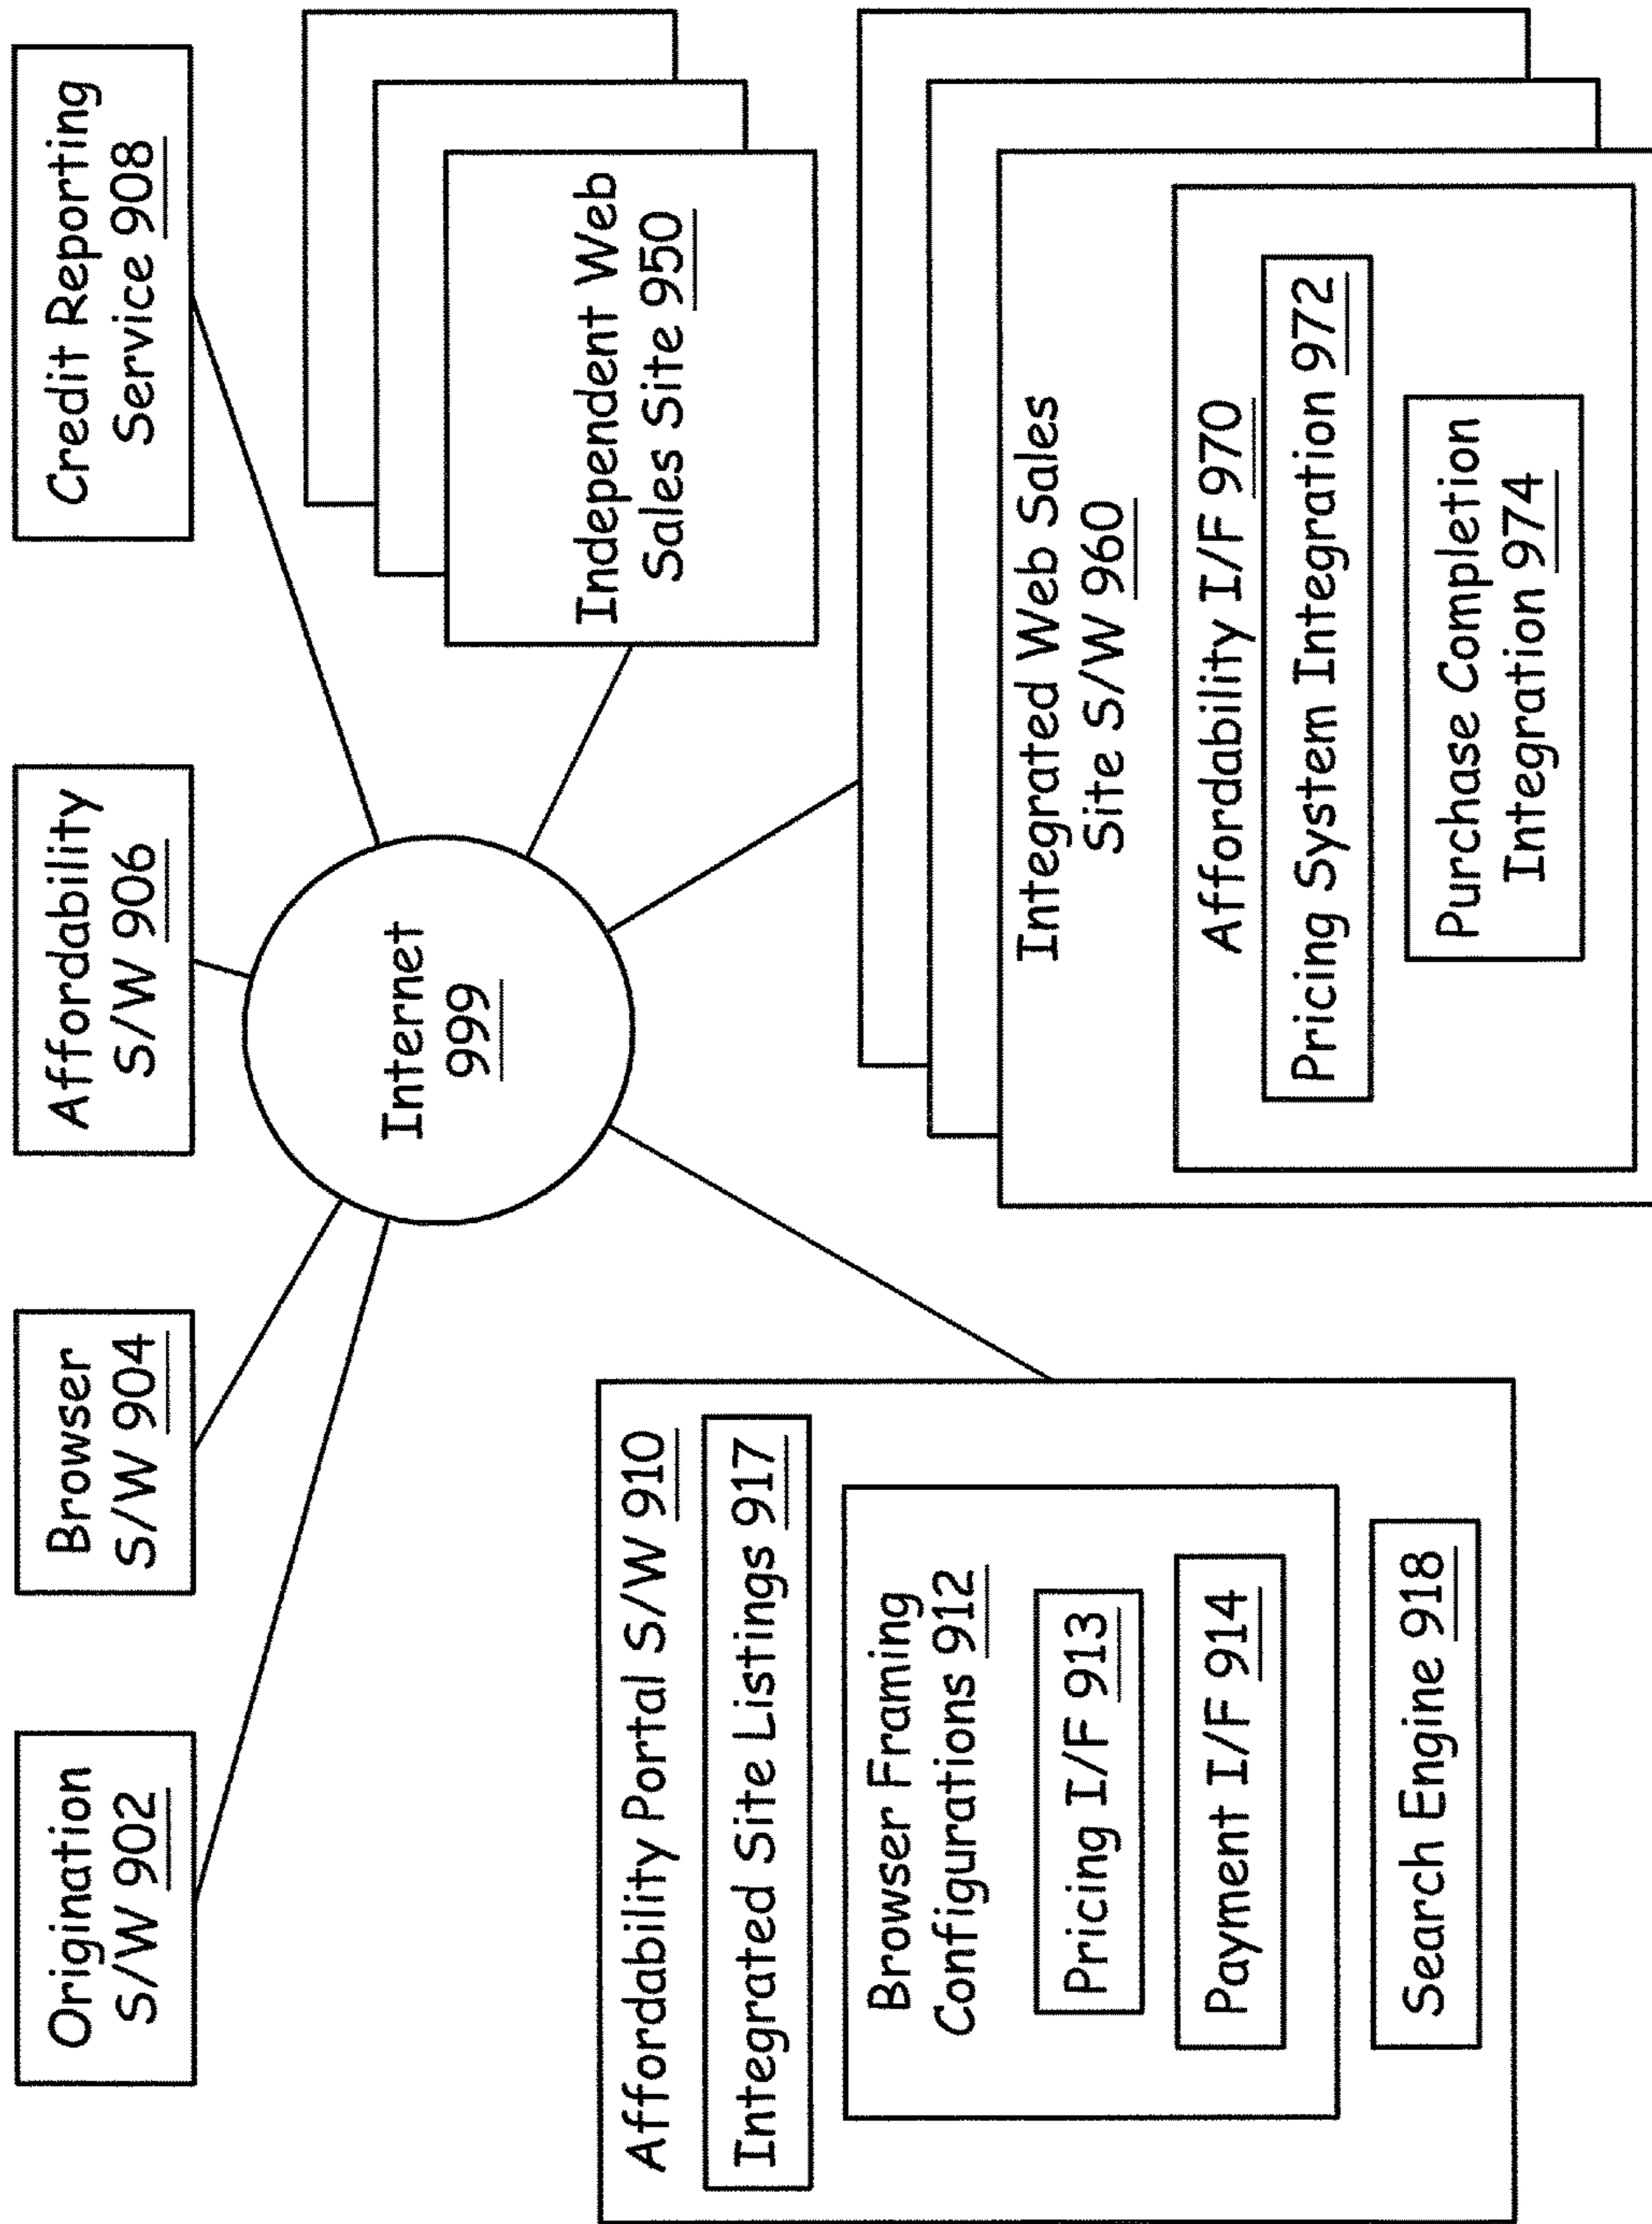 Origination
S/W 902
Browser
S/W 904
Affordability
S/W 906
Credit Reporting
Service 908
Internet
999
Independent Web
Sales Site 950
Affordability Portal S/W 910
Integrated Site Listings 917
Browser Framing
Configurations 912
Pricing I/F 913
Payment I/F 914
Search Engine 918
Integrated Web Sales
Site S/W 960
Affordability I/F 970
Pricing System Integration 972
Purchase Completion
Integration 974